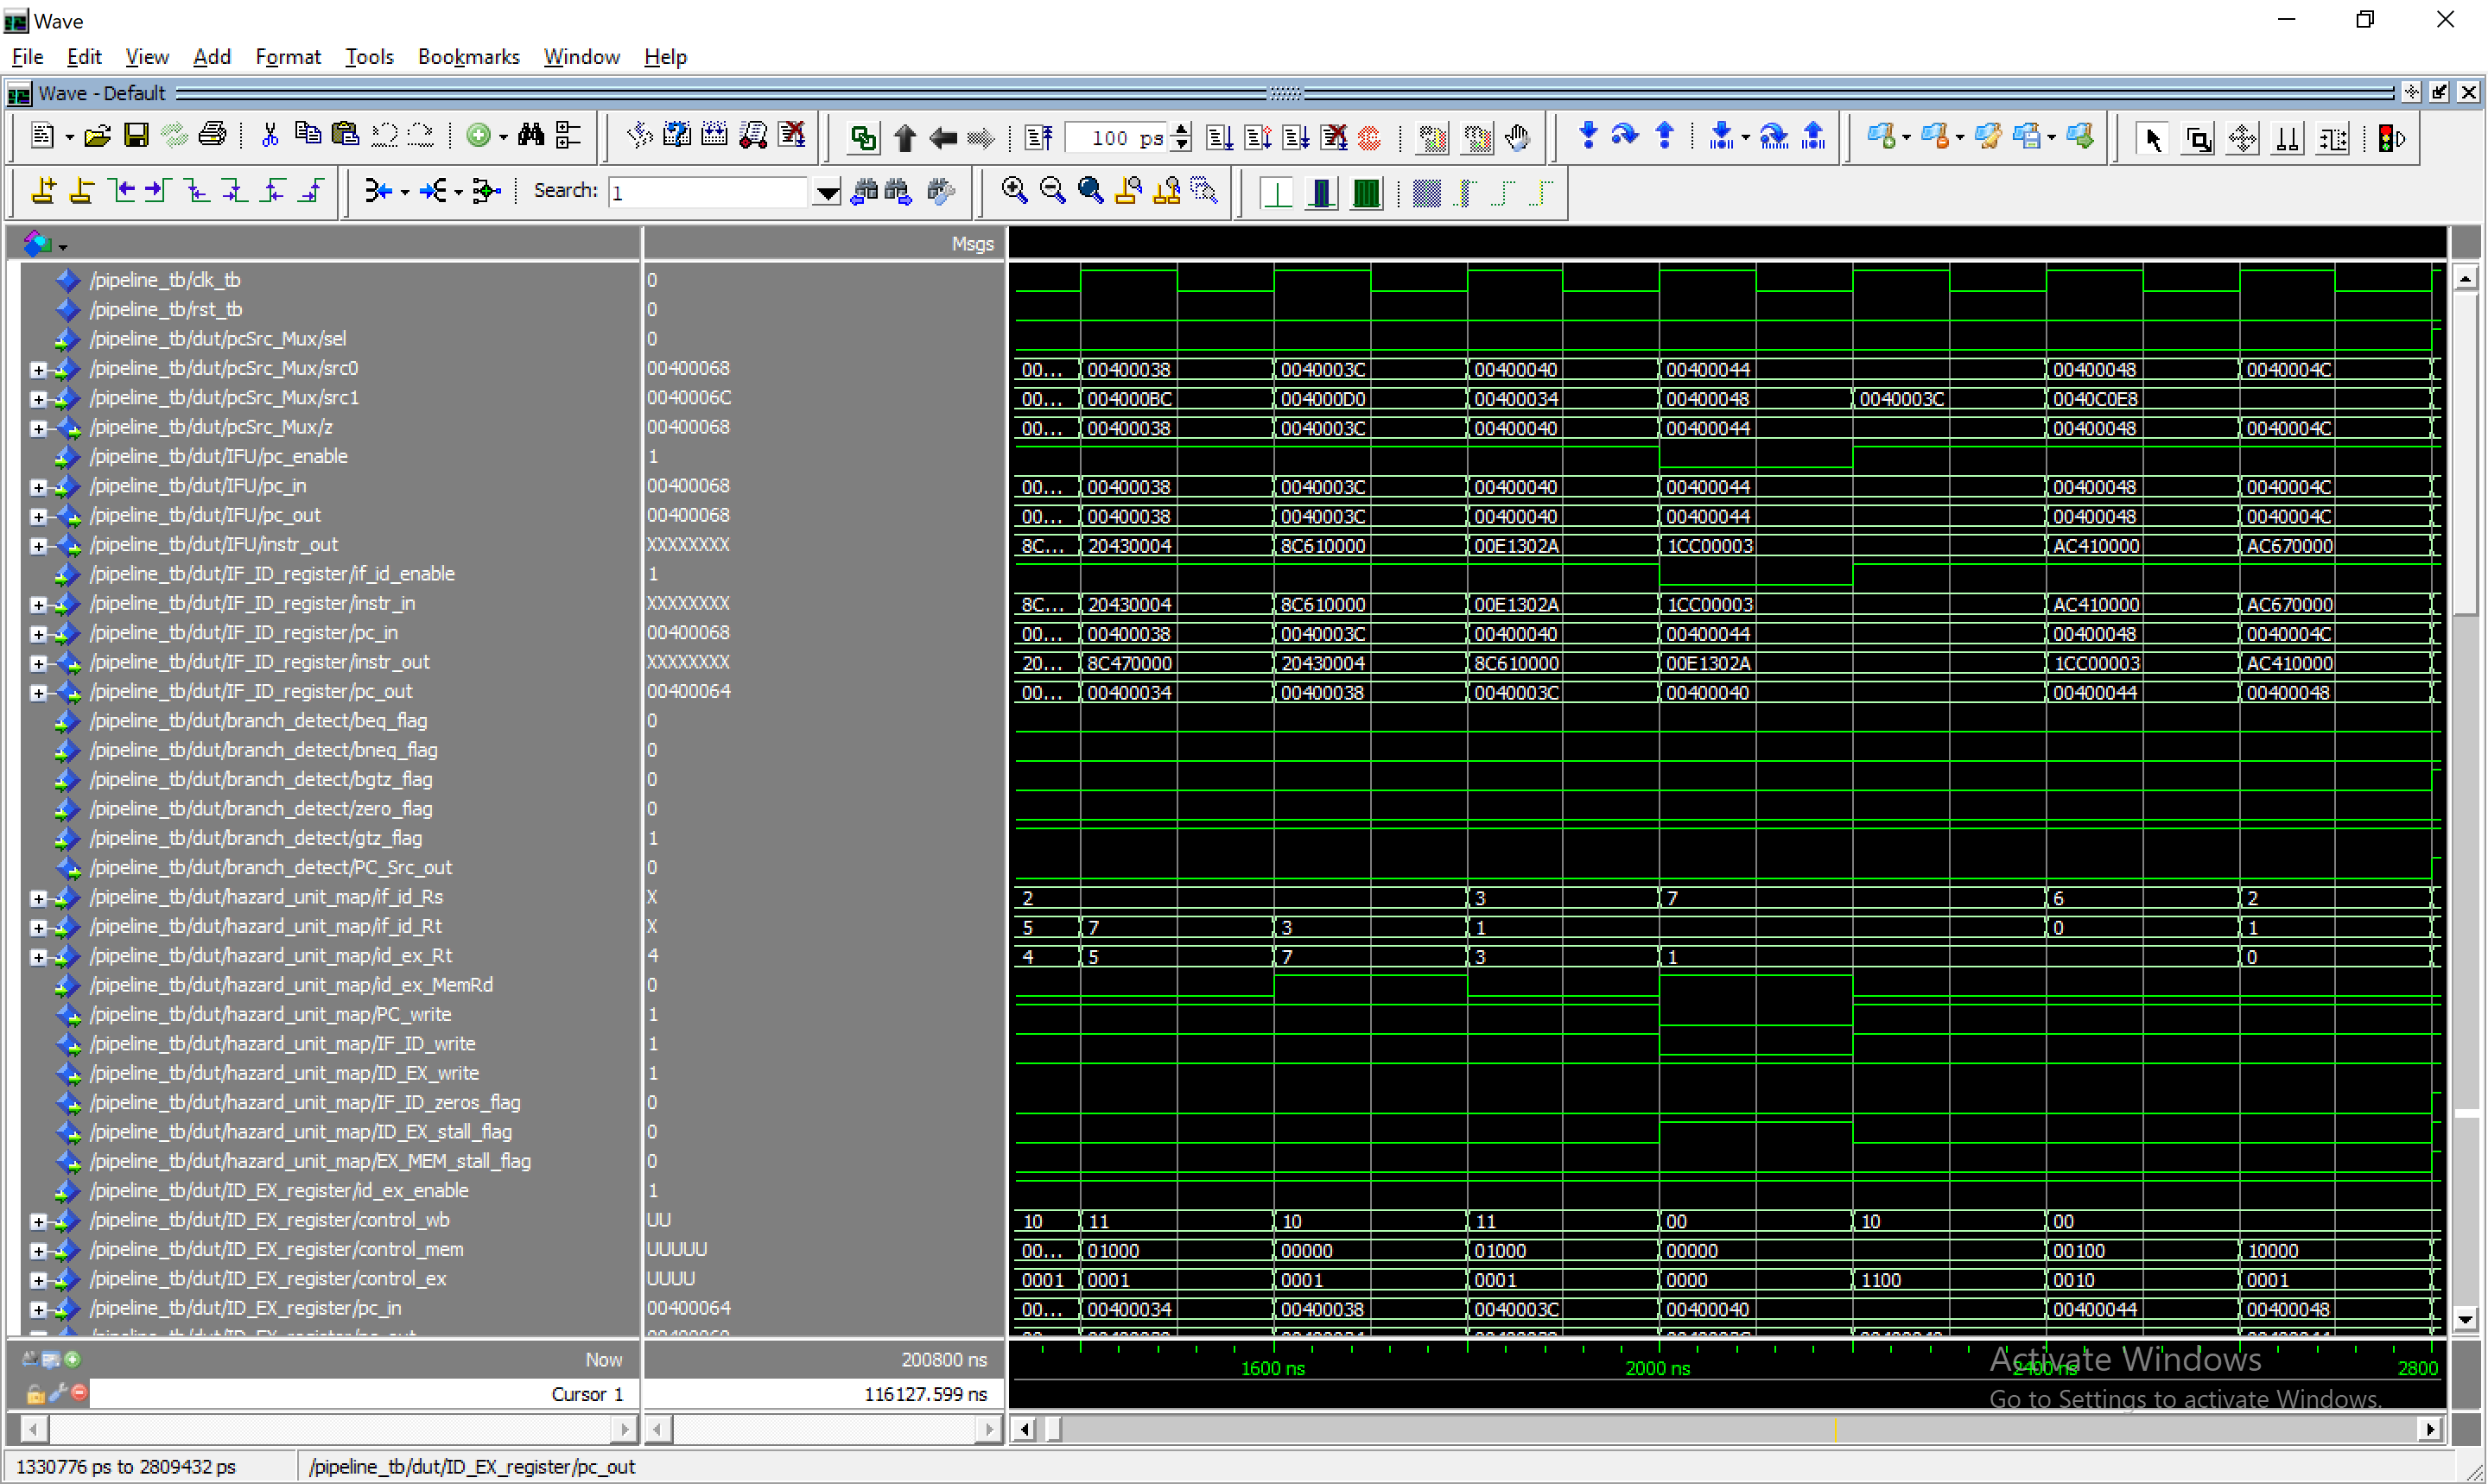 Wave
File Edit View Add Format Tools Bookmarks Window Help
Wave - Default
100 ps
Search: 1
Msgs
/pipeline_tb/clk_tb 0
/pipeline_tb/rst_tb 0
/pipeline_tb/dut/pcSrc_Mux/sel 0
/pipeline_tb/dut/pcSrc_Mux/src0 00400068 00... 00400038 0040003C 00400040 00400044 00400048 0040004C
/pipeline_tb/dut/pcSrc_Mux/src1 0040006C 00... 004000BC 004000D0 00400034 00400048 0040003C 0040C0E8
/pipeline_tb/dut/pcSrc_Mux/z 00400068 00... 00400038 0040003C 00400040 00400044 00400048 0040004C
/pipeline_tb/dut/IFU/pc_enable 1
/pipeline_tb/dut/IFU/pc_in 00400068 00... 00400038 0040003C 00400040 00400044 00400048 0040004C
/pipeline_tb/dut/IFU/pc_out 00400068 00... 00400038 0040003C 00400040 00400044 00400048 0040004C
/pipeline_tb/dut/IFU/instr_out XXXXXXXX 8C... 20430004 8C610000 00E1302A 1CC00003 AC410000 AC670000
/pipeline_tb/dut/IF_ID_register/if_id_enable 1
/pipeline_tb/dut/IF_ID_register/instr_in XXXXXXXX 8C... 20430004 8C610000 00E1302A 1CC00003 AC410000 AC670000
/pipeline_tb/dut/IF_ID_register/pc_in 00400068 00... 00400038 0040003C 00400040 00400044 00400048 0040004C
/pipeline_tb/dut/IF_ID_register/instr_out XXXXXXXX 20... 8C470000 20430004 8C610000 00E1302A 1CC00003 AC410000
/pipeline_tb/dut/IF_ID_register/pc_out 00400064 00... 00400034 00400038 0040003C 00400040 00400044 00400048
/pipeline_tb/dut/branch_detect/beq_flag 0
/pipeline_tb/dut/branch_detect/bneq_flag 0
/pipeline_tb/dut/branch_detect/bgtz_flag 0
/pipeline_tb/dut/branch_detect/zero_flag 0
/pipeline_tb/dut/branch_detect/gtz_flag 1
/pipeline_tb/dut/branch_detect/PC_Src_out 0
/pipeline_tb/dut/hazard_unit_map/if_id_Rs X 2 3 7 6 2
/pipeline_tb/dut/hazard_unit_map/if_id_Rt X 5 7 3 1 0 1
/pipeline_tb/dut/hazard_unit_map/id_ex_Rt 4 4 5 7 3 1 0
/pipeline_tb/dut/hazard_unit_map/id_ex_MemRd 0
/pipeline_tb/dut/hazard_unit_map/PC_write 1
/pipeline_tb/dut/hazard_unit_map/IF_ID_write 1
/pipeline_tb/dut/hazard_unit_map/ID_EX_write 1
/pipeline_tb/dut/hazard_unit_map/IF_ID_zeros_flag 0
/pipeline_tb/dut/hazard_unit_map/ID_EX_stall_flag 0
/pipeline_tb/dut/hazard_unit_map/EX_MEM_stall_flag 0
/pipeline_tb/dut/ID_EX_register/id_ex_enable 1
/pipeline_tb/dut/ID_EX_register/control_wb UU 10 11 10 11 00 10 00
/pipeline_tb/dut/ID_EX_register/control_mem UUUUU 00... 01000 00000 01000 00000 00100 10000
/pipeline_tb/dut/ID_EX_register/control_ex UUUU 0001 0001 0001 0001 0000 1100 0010 0001
/pipeline_tb/dut/ID_EX_register/pc_in 00400064 00... 00400034 00400038 0040003C 00400040 00400044 00400048
Now 200800 ns 1600 ns 2000 ns 2400 ns 2800
Activate Windows
Cursor 1 116127.599 ns
Go to Settings to activate Windows.
1330776 ps to 2809432 ps /pipeline_tb/dut/ID_EX_register/pc_out